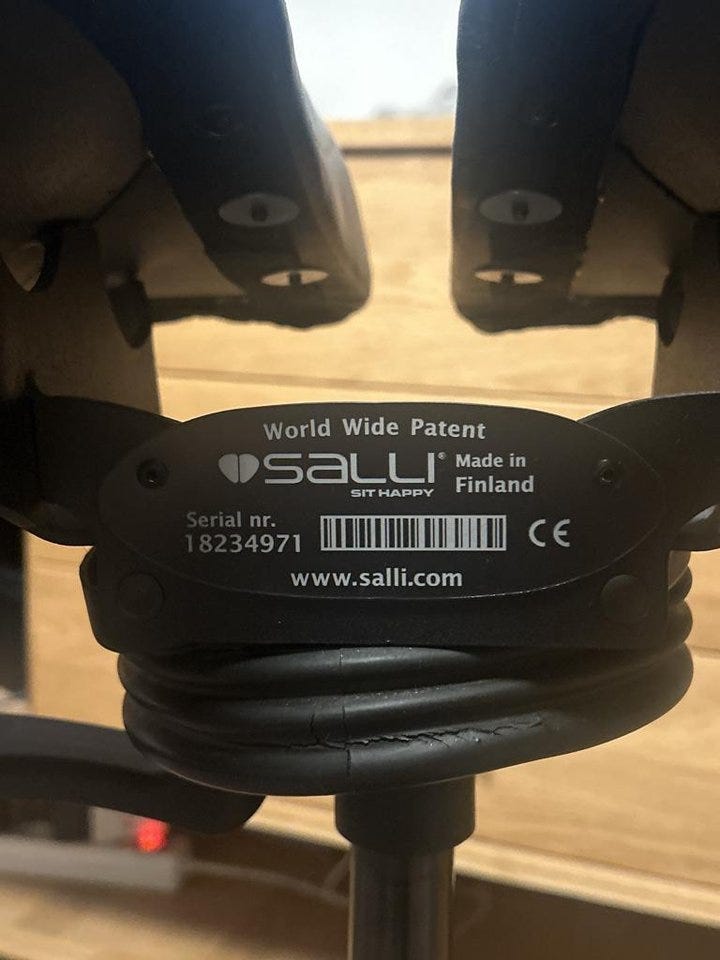 World Wide Patent
SALLI® Made in
SIT HAPPY Finland
Serial nr.
18234971 CE
www.salli.com